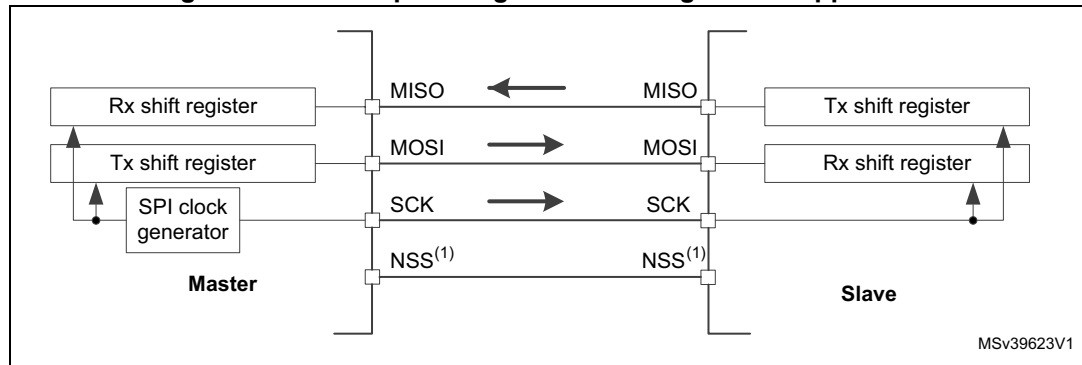 MISO MISO
Rx shift register Tx shift register
MOSI MOSI
Tx shift register Rx shift register
SCK SCK
SPI clock
generator
NSS(1) NSS(1)
Master Slave
MSv39623V1